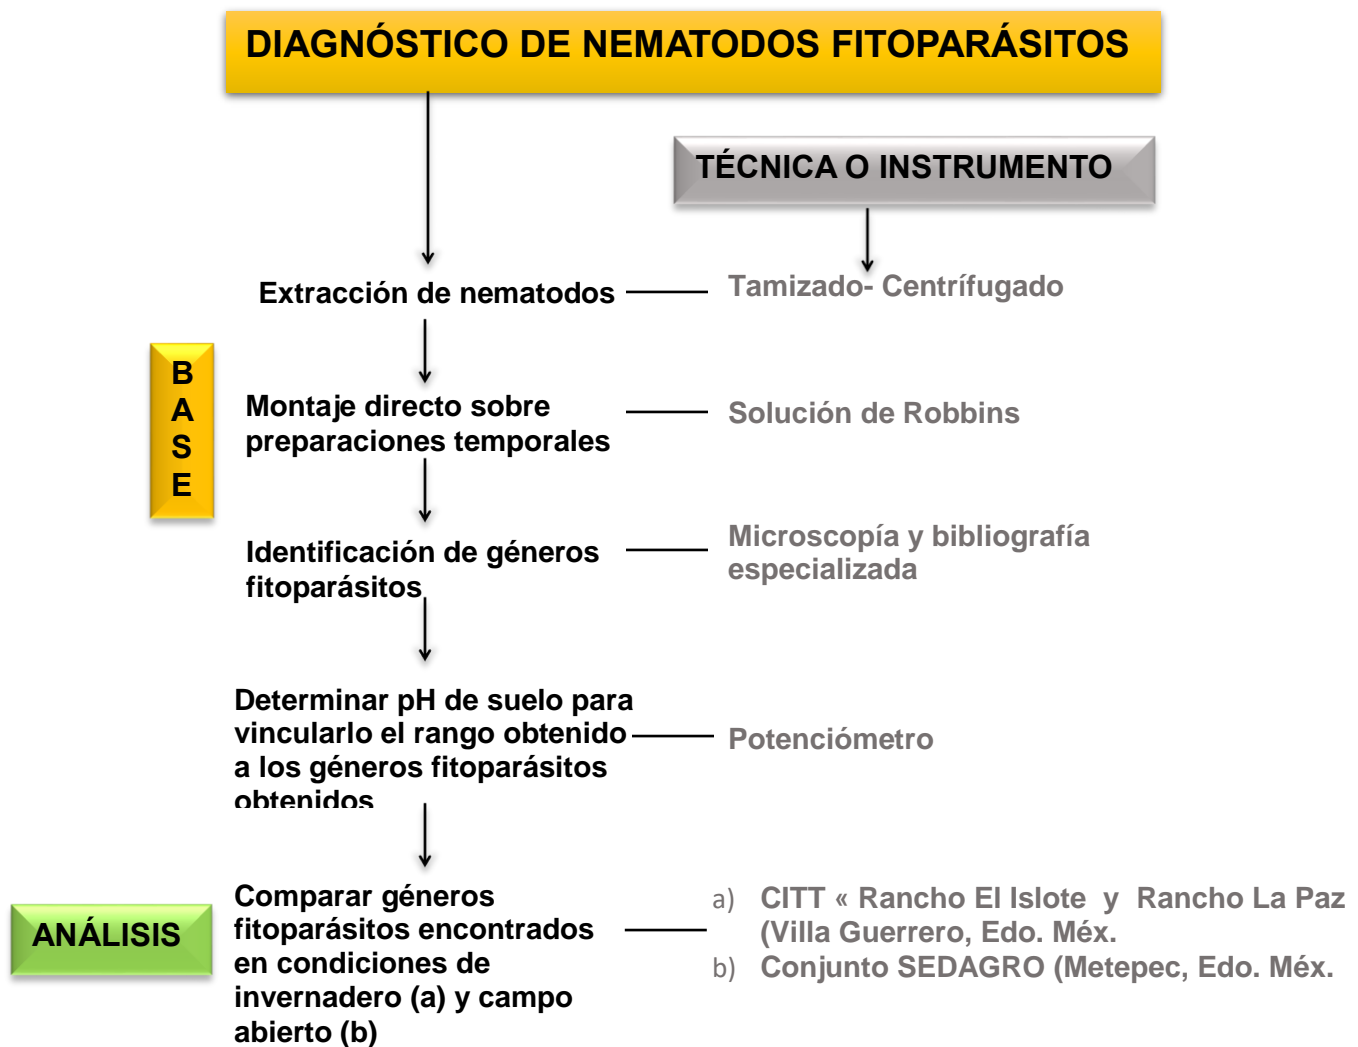 DIAGNÓSTICO DE NEMATODOS FITOPARÁSITOS
TÉCNICA O INSTRUMENTO
Extracción de nematodos
Tamizado- Centrífugado
B
A
S
E
Montaje directo sobre
preparaciones temporales
Solución de Robbins
Identificación de géneros
fitoparásitos
Microscopía y bibliografía
especializada
Determinar pH de suelo para
vincularlo el rango obtenido
a los géneros fitoparásitos
obtenidos
Potenciómetro
ANÁLISIS
Comparar géneros
fitoparásitos encontrados
en condiciones de
invernadero (a) y campo
abierto (b)
a) CITT « Rancho El Islote y Rancho La Paz
(Villa Guerrero, Edo. Méx.
b) Conjunto SEDAGRO (Metepec, Edo. Méx.